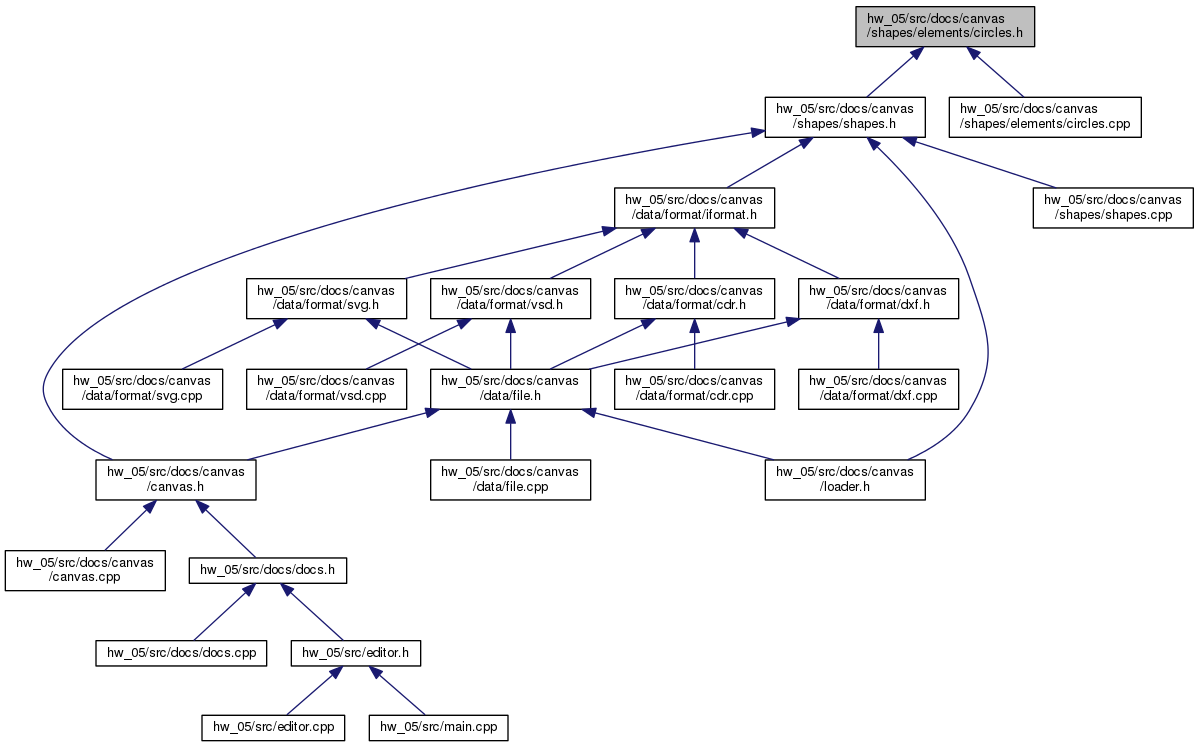 hw_05/src/docs/canvas
/shapes/elements/circles.h
hw_05/src/docs/canvas
/shapes/shapes.h
hw_05/src/docs/canvas
/shapes/elements/circles.cpp
hw_05/src/docs/canvas
/data/format/iformat.h
hw_05/src/docs/canvas
/shapes/shapes.cpp
hw_05/src/docs/canvas
/data/format/svg.h
hw_05/src/docs/canvas
/data/format/vsd.h
hw_05/src/docs/canvas
/data/format/cdr.h
hw_05/src/docs/canvas
/data/format/dxf.h
hw_05/src/docs/canvas
/data/format/svg.cpp
hw_05/src/docs/canvas
/data/format/vsd.cpp
hw_05/src/docs/canvas
/data/file.h
hw_05/src/docs/canvas
/data/format/cdr.cpp
hw_05/src/docs/canvas
/data/format/dxf.cpp
hw_05/src/docs/canvas
/canvas.h
hw_05/src/docs/canvas
/data/file.cpp
hw_05/src/docs/canvas
/loader.h
hw_05/src/docs/canvas
/canvas.cpp
hw_05/src/docs/docs.h
hw_05/src/docs/docs.cpp
hw_05/src/editor.h
hw_05/src/editor.cpp
hw_05/src/main.cpp